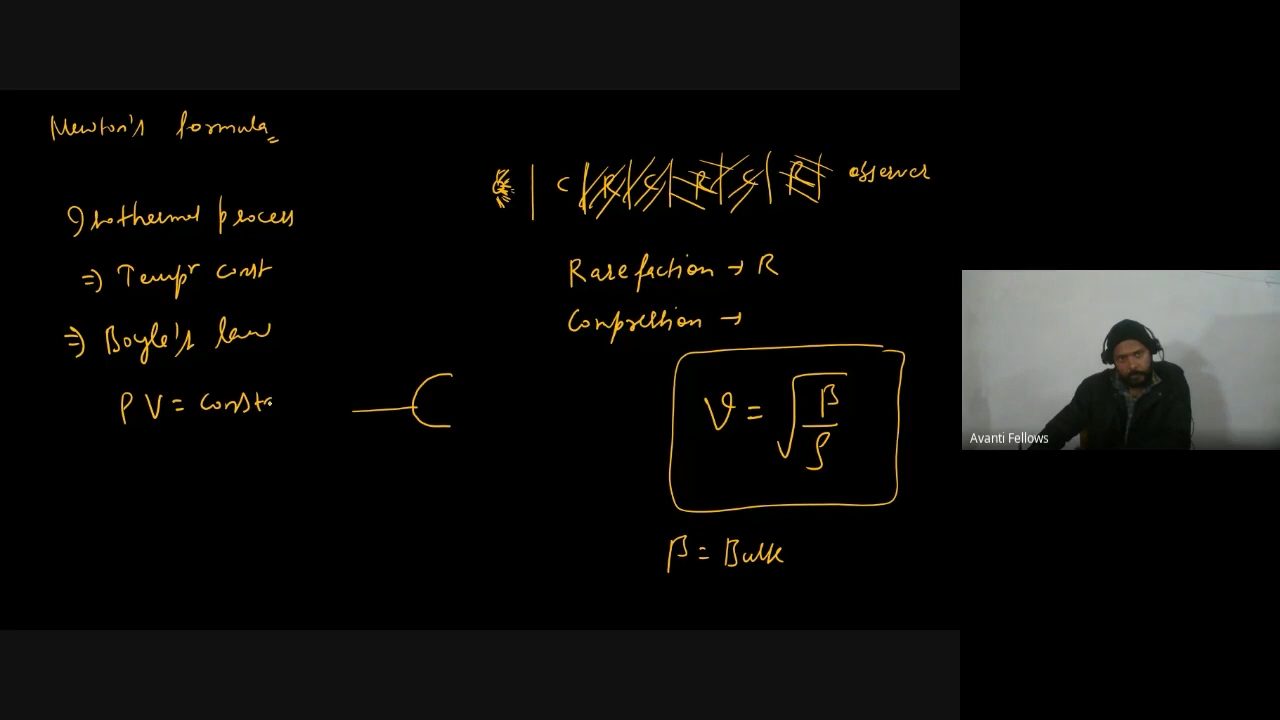 Newton's formula
Isothermal process
⇒ Tempr const
⇒ Boyle's law
PV = const
C R C R C R observer
Rarefaction → R
Compression →
v = √(β/ρ)
β = Bulk
Avanti Fellows